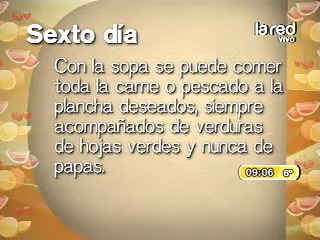 Sexto día
la red
vivo
Con la sopa se puede comer
toda la carne o pescado a la
plancha deseados, siempre
acompañados de verduras
de hojas verdes y nunca de
papas.
09:06 6º